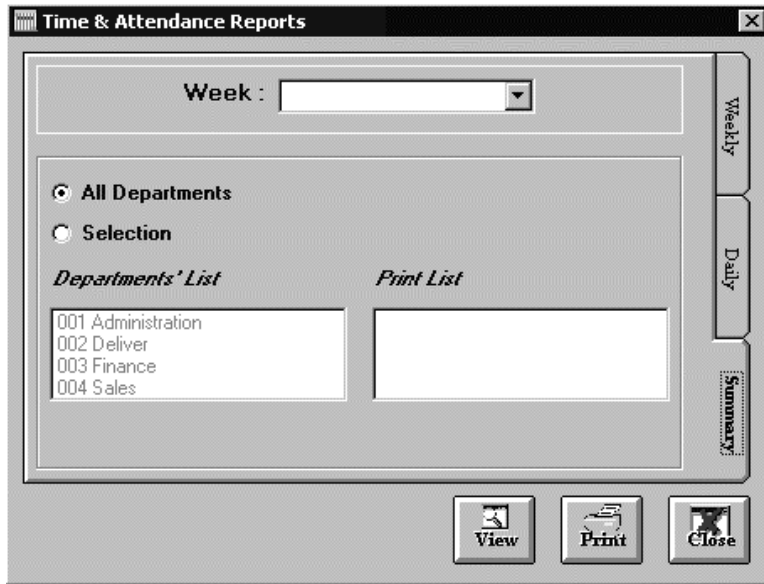 Time & Attendance Reports
Week :
All Departments
Selection
Departments' List
Print List
001 Administration
002 Deliver
003 Finance
004 Sales
Weekly
Daily
Summary
View
Print
Close